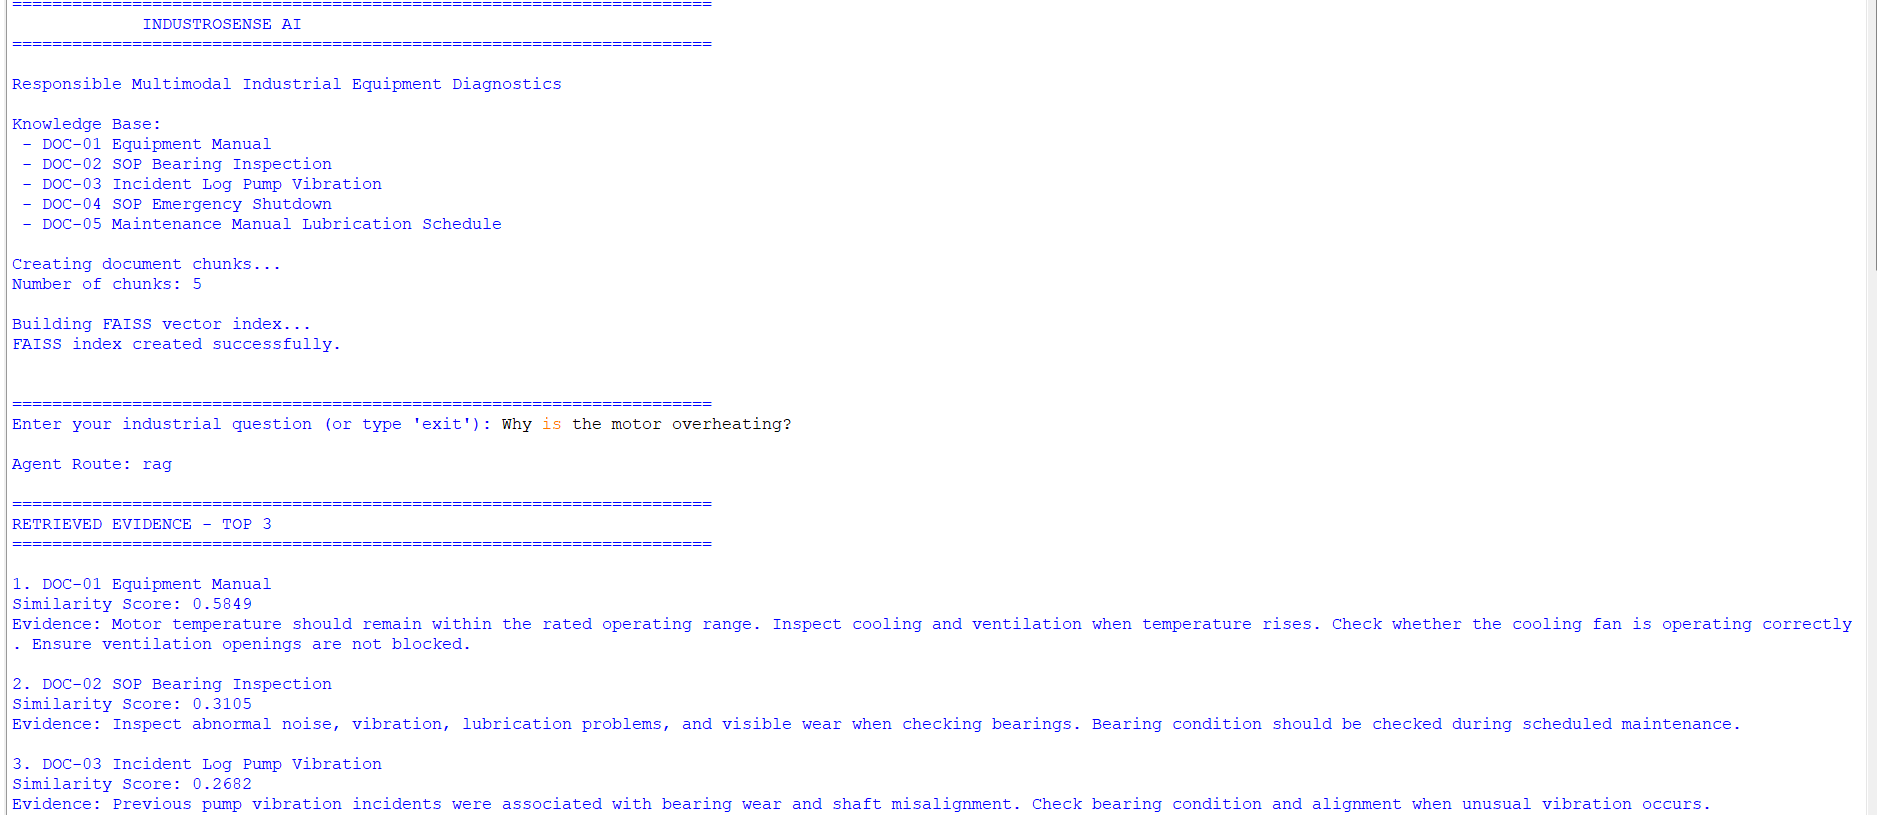 =======================================================================
INDUSTROSENSE AI
=======================================================================
Responsible Multimodal Industrial Equipment Diagnostics
Knowledge Base:
- DOC-01 Equipment Manual
- DOC-02 SOP Bearing Inspection
- DOC-03 Incident Log Pump Vibration
- DOC-04 SOP Emergency Shutdown
- DOC-05 Maintenance Manual Lubrication Schedule
Creating document chunks...
Number of chunks: 5
Building FAISS vector index...
FAISS index created successfully.
======================================================================
Enter your industrial question (or type 'exit'): Why is the motor overheating?
Agent Route: rag
======================================================================
RETRIEVED EVIDENCE - TOP 3
======================================================================
1. DOC-01 Equipment Manual
Similarity Score: 0.5849
Evidence: Motor temperature should remain within the rated operating range. Inspect cooling and ventilation when temperature rises. Check whether the cooling fan is operating correctly
. Ensure ventilation openings are not blocked.
2. DOC-02 SOP Bearing Inspection
Similarity Score: 0.3105
Evidence: Inspect abnormal noise, vibration, lubrication problems, and visible wear when checking bearings. Bearing condition should be checked during scheduled maintenance.
3. DOC-03 Incident Log Pump Vibration
Similarity Score: 0.2682
Evidence: Previous pump vibration incidents were associated with bearing wear and shaft misalignment. Check bearing condition and alignment when unusual vibration occurs.